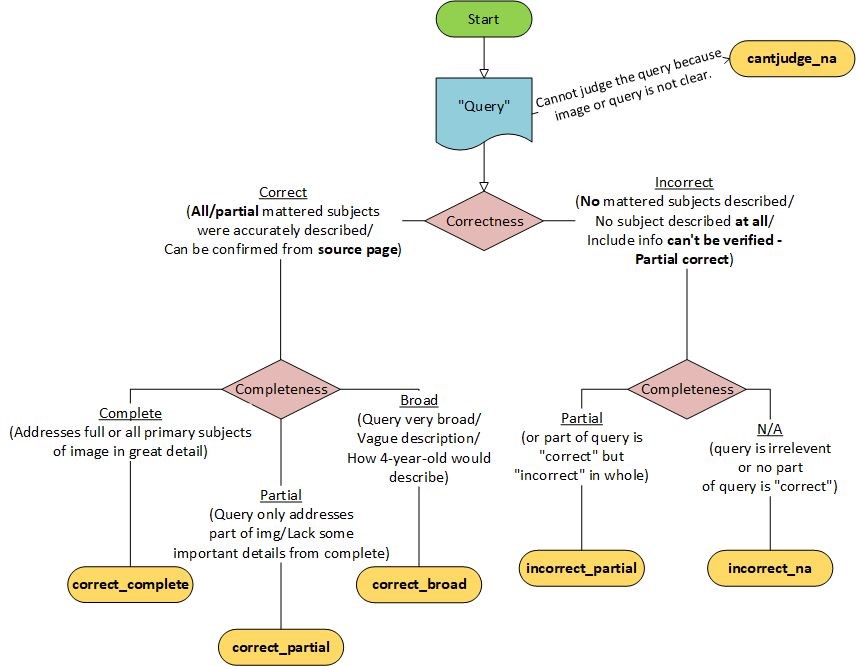 Start
"Query"
Cannot judge the query because
image or query is not clear.
cantjudge_na
Correctness
Correct
(All/partial mattered subjects
were accurately described/
Can be confirmed from source page)
Incorrect
(No mattered subjects described/
No subject described at all/
Include info can't be verified -
Partial correct)
Completeness
Complete
(Addresses full or all primary subjects
of image in great detail)
Partial
(Query only addresses
part of img/Lack some
important details from complete)
Broad
(Query very broad/
Vague description/
How 4-year-old would
describe)
correct_complete
correct_partial
correct_broad
Completeness
Partial
(or part of query is
"correct" but
"incorrect" in whole)
N/A
(query is irrelevent
or no part
of query is "correct")
incorrect_partial
incorrect_na